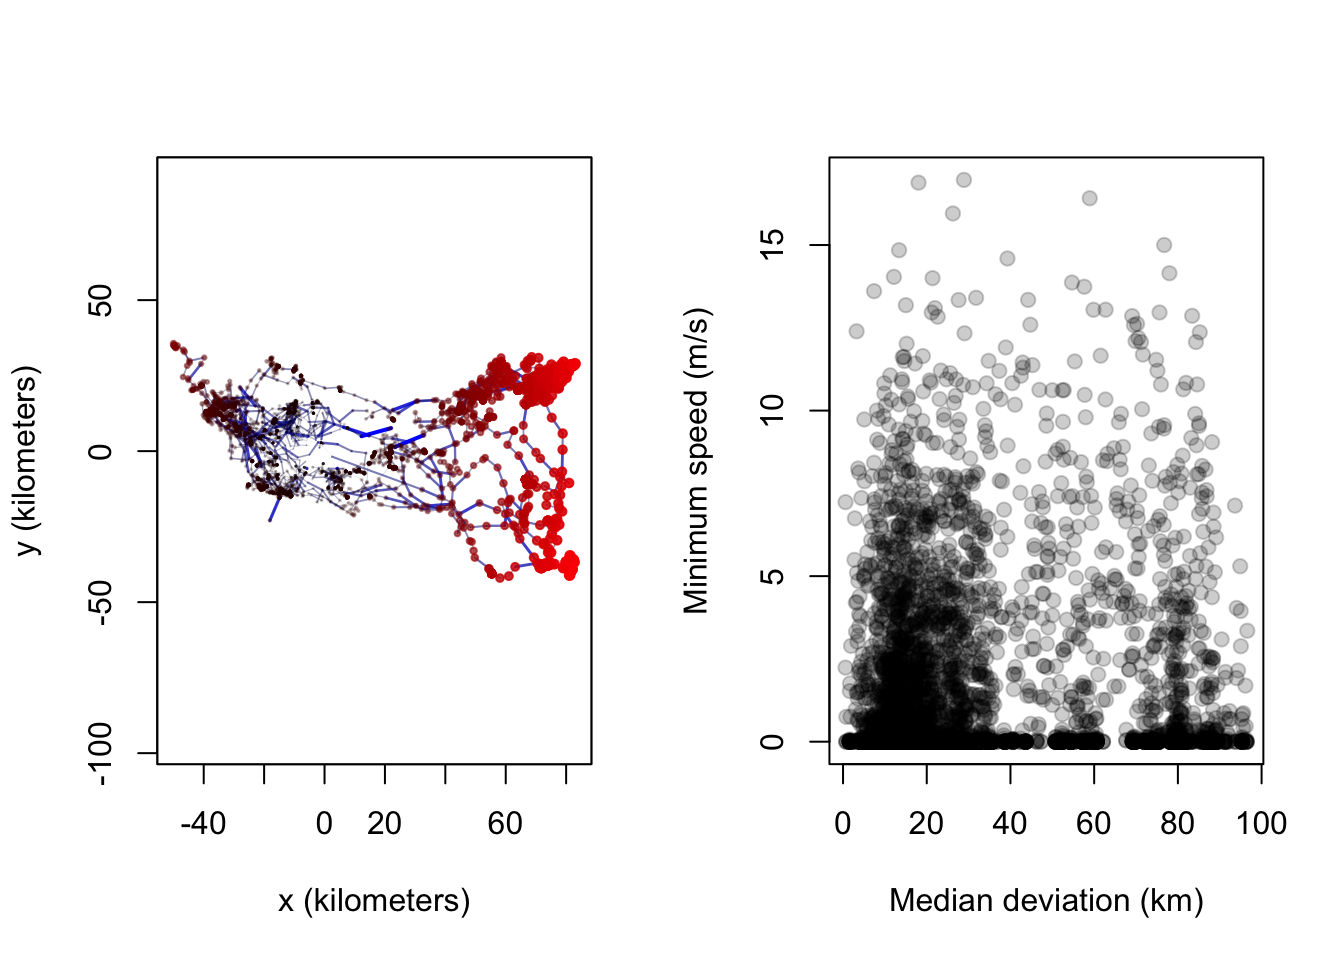 50
0
-50
-100
y (kilometers)
-40 0 20 60
x (kilometers)
15
10
5
0
Minimum speed (m/s)
0 20 40 60 80 100
Median deviation (km)